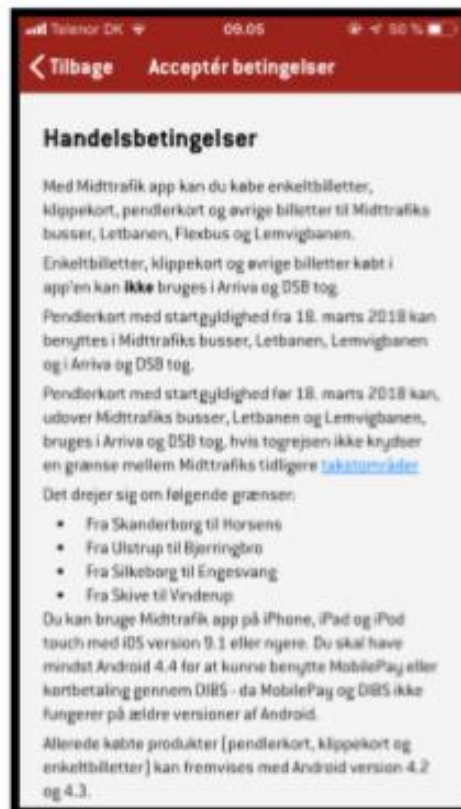 Telenor DK 09.05 50 %
Tilbage Acceptér betingelser
Handelsbetingelser
Med Midttrafik app kan du købe enkeltbilletter,
klippekort, pendlerkort og øvrige billetter til Midttrafiks
busser, Letbanen, Flexbus og Lemvigbanen.
Enkeltbilletter, klippekort og øvrige billetter købt i
app'en kan ikke bruges i Arriva og DSB tog.
Pendlerkort med startgyldighed fra 18. marts 2018 kan
benyttes i Midttrafiks busser, Letbanen, Lemvigbanen
og i Arriva og DSB tog.
Pendlerkort med startgyldighed før 18. marts 2018 kan,
udover Midttrafiks busser, Letbanen og Lemvigbanen,
bruges i Arriva og DSB tog, hvis togrejsen ikke krydser
en grænse mellem Midttrafiks tidligere takstområder
Det drejer sig om følgende grænser:
• Fra Skanderborg til Horsens
• Fra Ulstrup til Bjerringbro
• Fra Silkeborg til Engesvang
• Fra Skive til Vinderup
Du kan bruge Midttrafik app på iPhone, iPad og iPod
touch med iOS version 9.1 eller nyere. Du skal have
mindst Android 4.4 for at kunne benytte MobilePay eller
kortbetaling gennem DIBS - da MobilePay og DIBS ikke
fungerer på ældre versioner af Android.
Allerede købte produkter [pendlerkort, klippekort og
enkeltbilletter] kan fremvises med Android version 4.2
og 4.3.